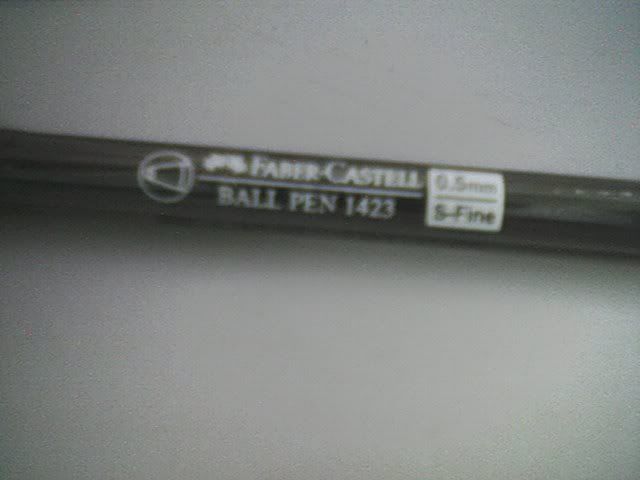 FABER-CASTELL
BALL PEN 1423
0.5mm
S-Fine